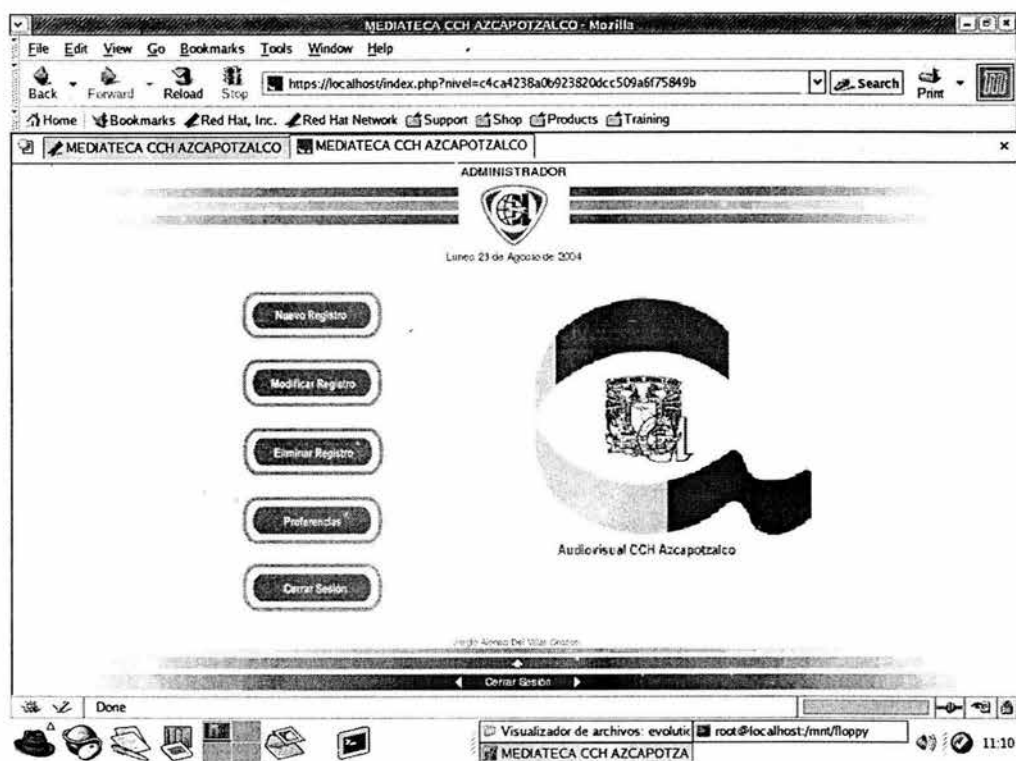 MEDIATECA CCH AZCAPOTZALCO - Mozilla
File Edit View Go Bookmarks Tools Window Help
Back Forward Reload Stop https://localhost/index.php?nivel=c4ca4238a0b923820dcc509a6f75849b Search Print
Home Bookmarks Red Hat, Inc. Red Hat Network Support Shop Products Training
MEDIATECA CCH AZCAPOTZALCO MEDIATECA CCH AZCAPOTZALCO
ADMINISTRADOR
Lunes 23 de Agosto de 2004
Nuevo Registro
Modificar Registro
Eliminar Registro
Preferencias
Cerrar Sesión
Audiovisual CCH Azcapotzalco
Del Villar
Cerrar Sesión
Done
Visualizador de archivos: evolutic root@localhost:/mnt/floppy
MEDIATECA CCH AZCAPOTZA
11:10